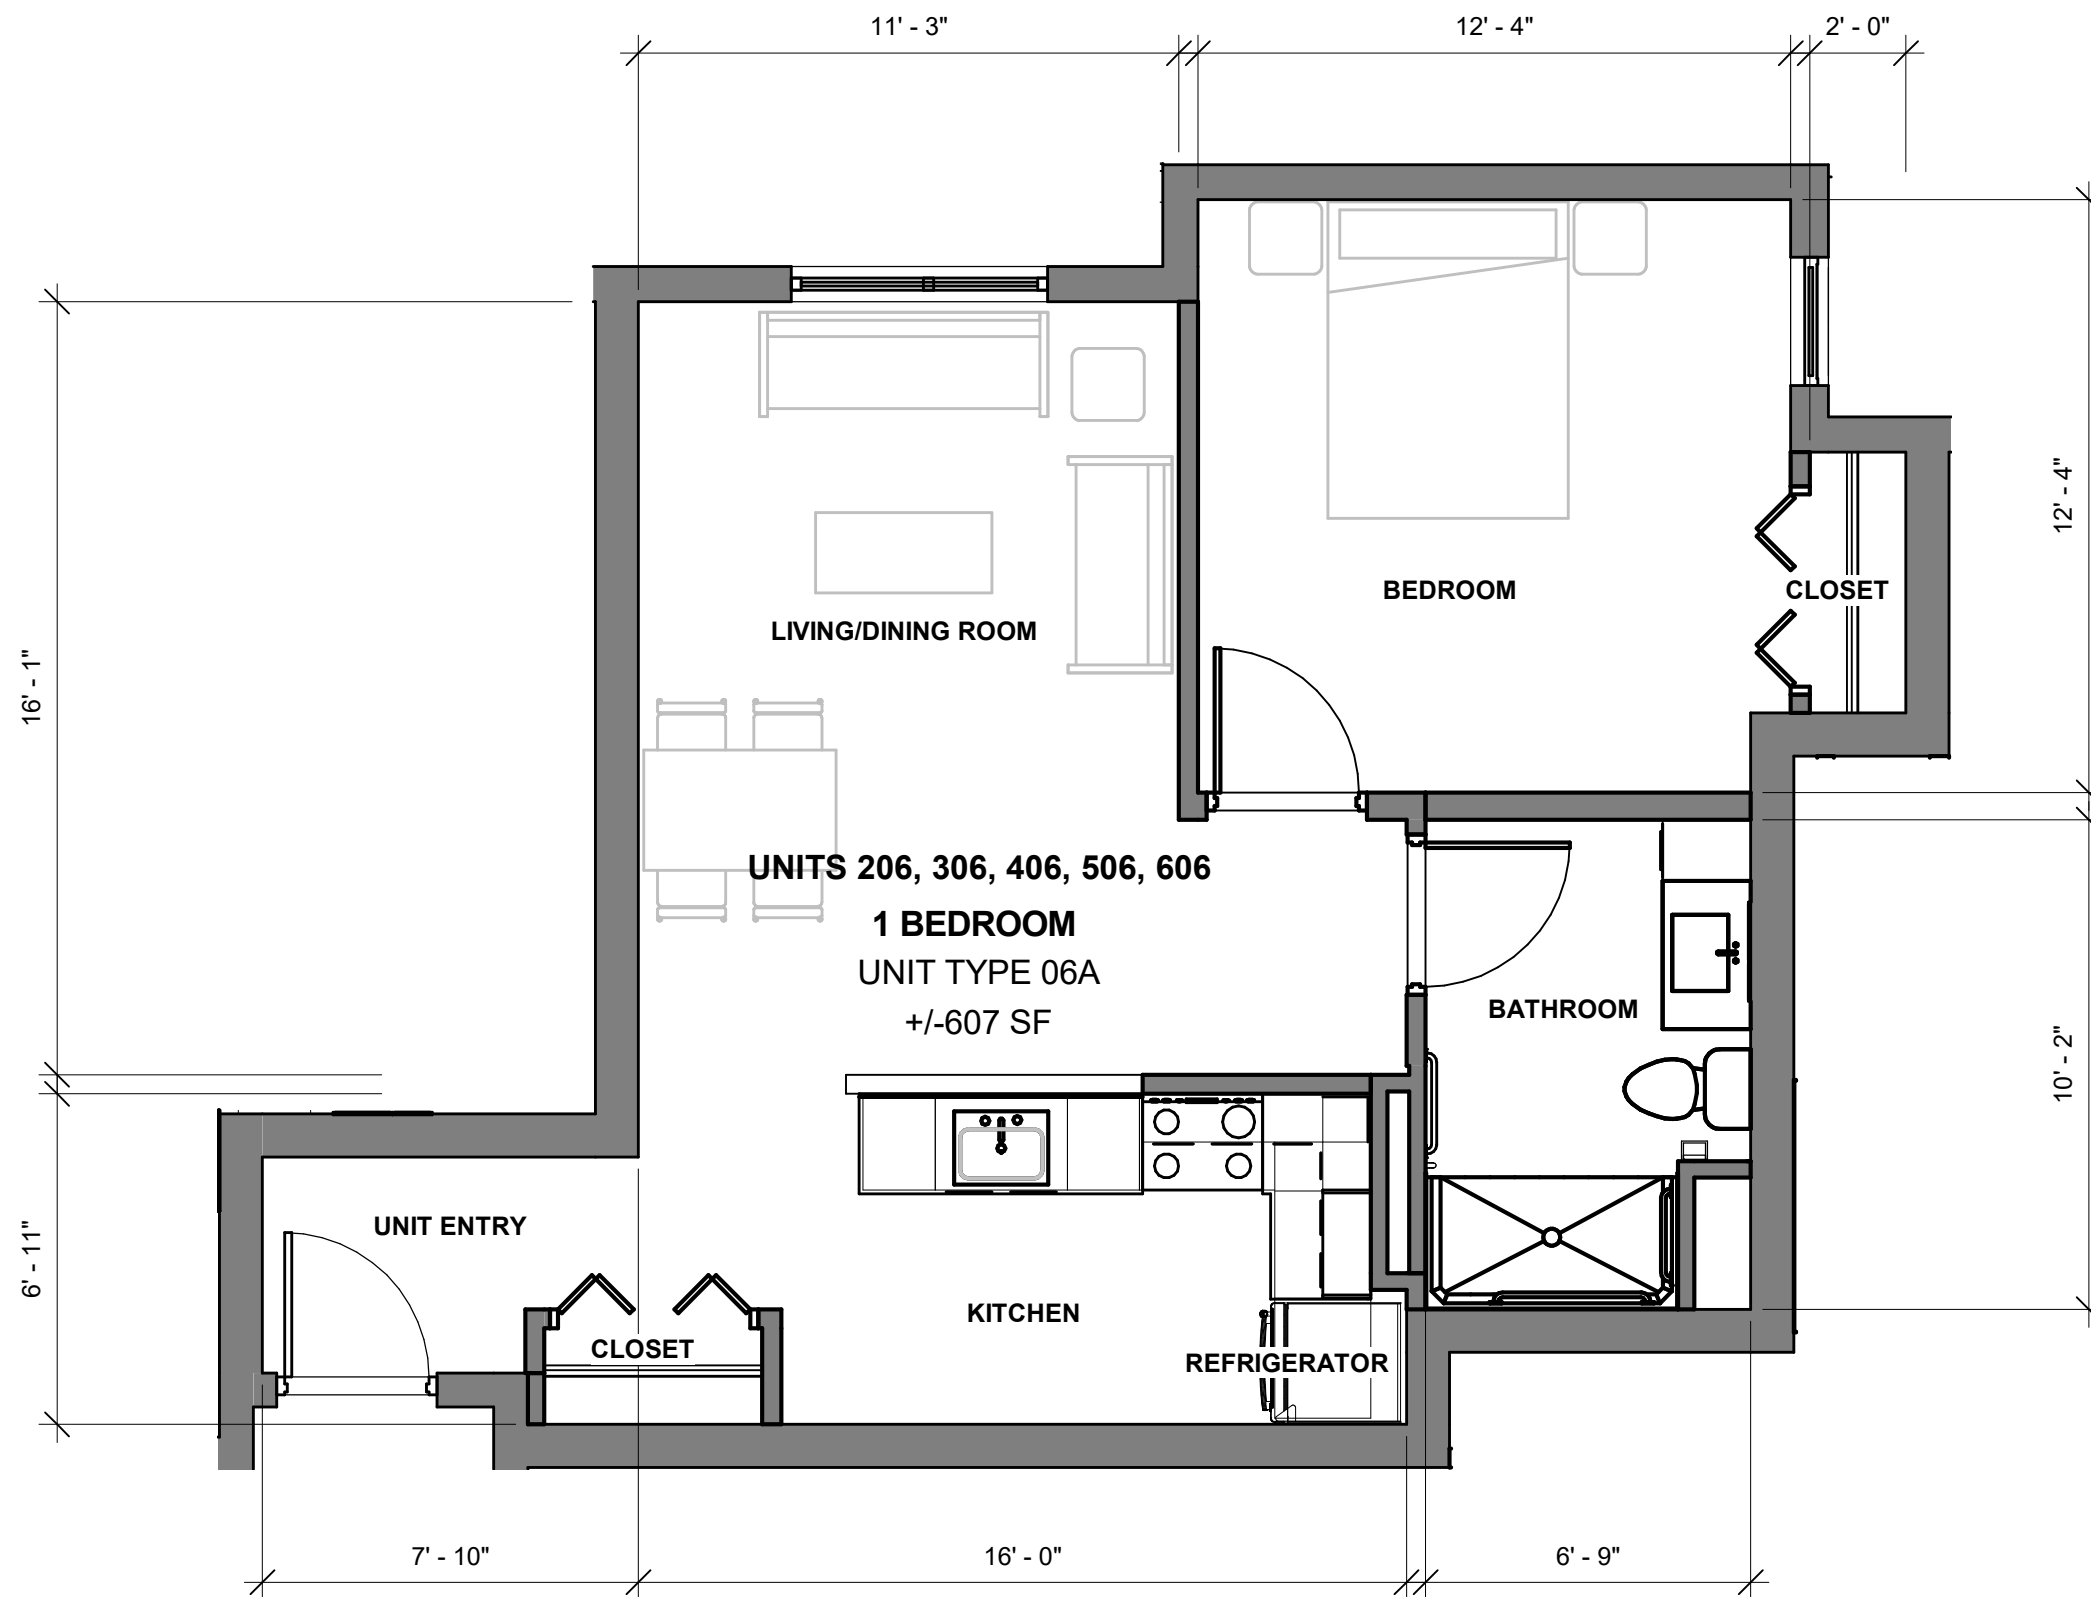 11' - 3"
12' - 4"
2' - 0"
BEDROOM
CLOSET
12' - 4"
LIVING/DINING ROOM
16' - 1"
UNITS 206, 306, 406, 506, 606
1 BEDROOM
UNIT TYPE 06A
+/-607 SF
BATHROOM
10' - 2"
UNIT ENTRY
6' - 11"
KITCHEN
CLOSET
REFRIGERATOR
7' - 10"
16' - 0"
6' - 9"